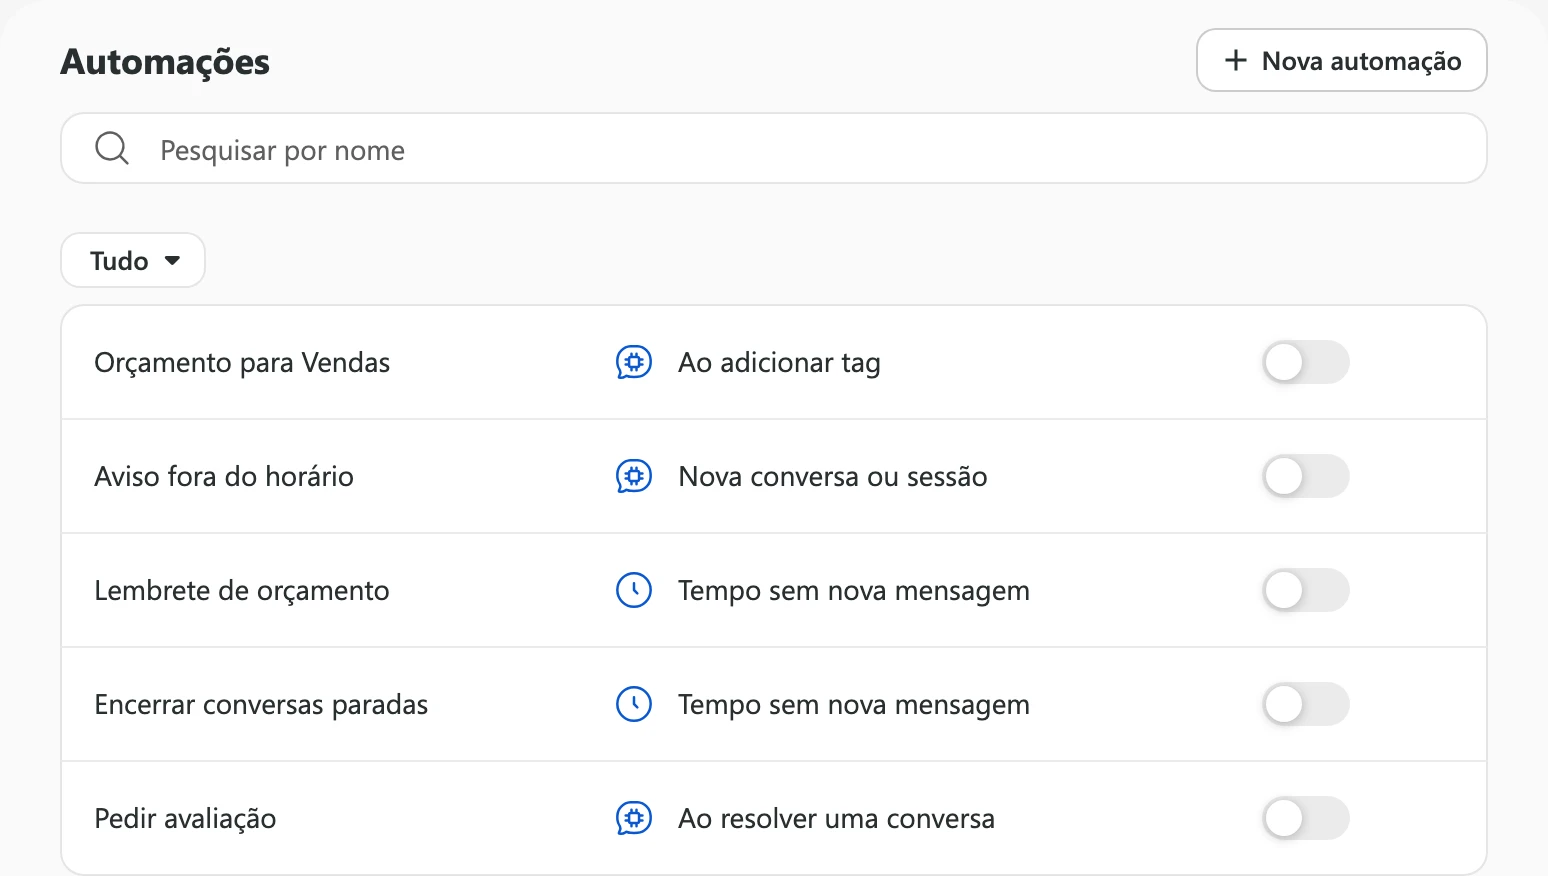 Automações
Nova automação
Pesquisar por nome
Tudo
Orçamento para Vendas
Ao adicionar tag
Aviso fora do horário
Nova conversa ou sessão
Lembrete de orçamento
Tempo sem nova mensagem
Encerrar conversas paradas
Tempo sem nova mensagem
Pedir avaliação
Ao resolver uma conversa